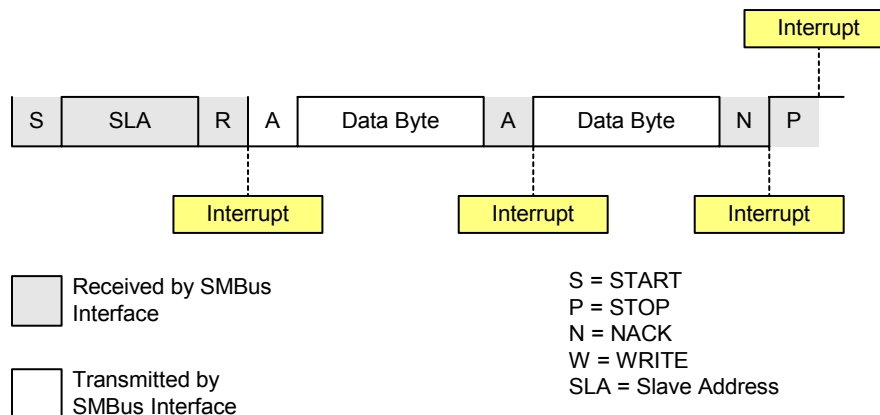 Interrupt
S SLA R A Data Byte A Data Byte N P
Interrupt Interrupt Interrupt
Received by SMBus
Interface
Transmitted by
SMBus Interface
S = START
P = STOP
N = NACK
W = WRITE
SLA = Slave Address